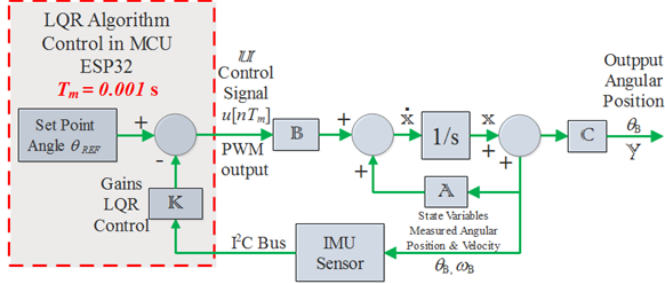 LQR Algorithm
Control in MCU
ESP32
Tm = 0.001 s
Set Point
Angle θREF
+
-
Gains
LQR
Control
K
𝕌
Control
Signal
u[nTm]
PWM
output
B
+
+
ẋ
1/s
x
+
+
C
Outpput
Angular
Position
θB
Y
A
State Variables
Measured Angular
Position & Velocity
I²C Bus
IMU
Sensor
θB, ωB